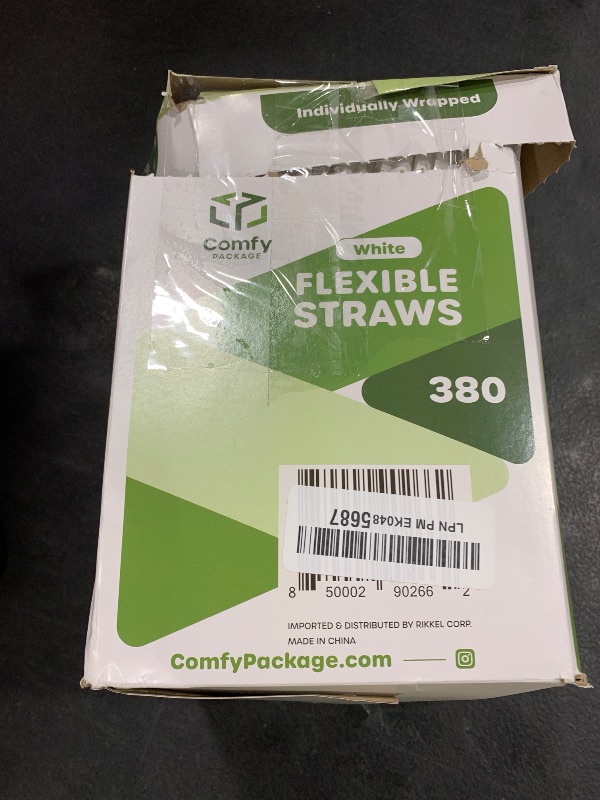 Individually Wrapped
Comfy
PACKAGE
White
FLEXIBLE
STRAWS
380
LPN PM EK0485687
8 50002 90266 2
IMPORTED & DISTRIBUTED BY RIKKEL CORP.
MADE IN CHINA
ComfyPackage.com